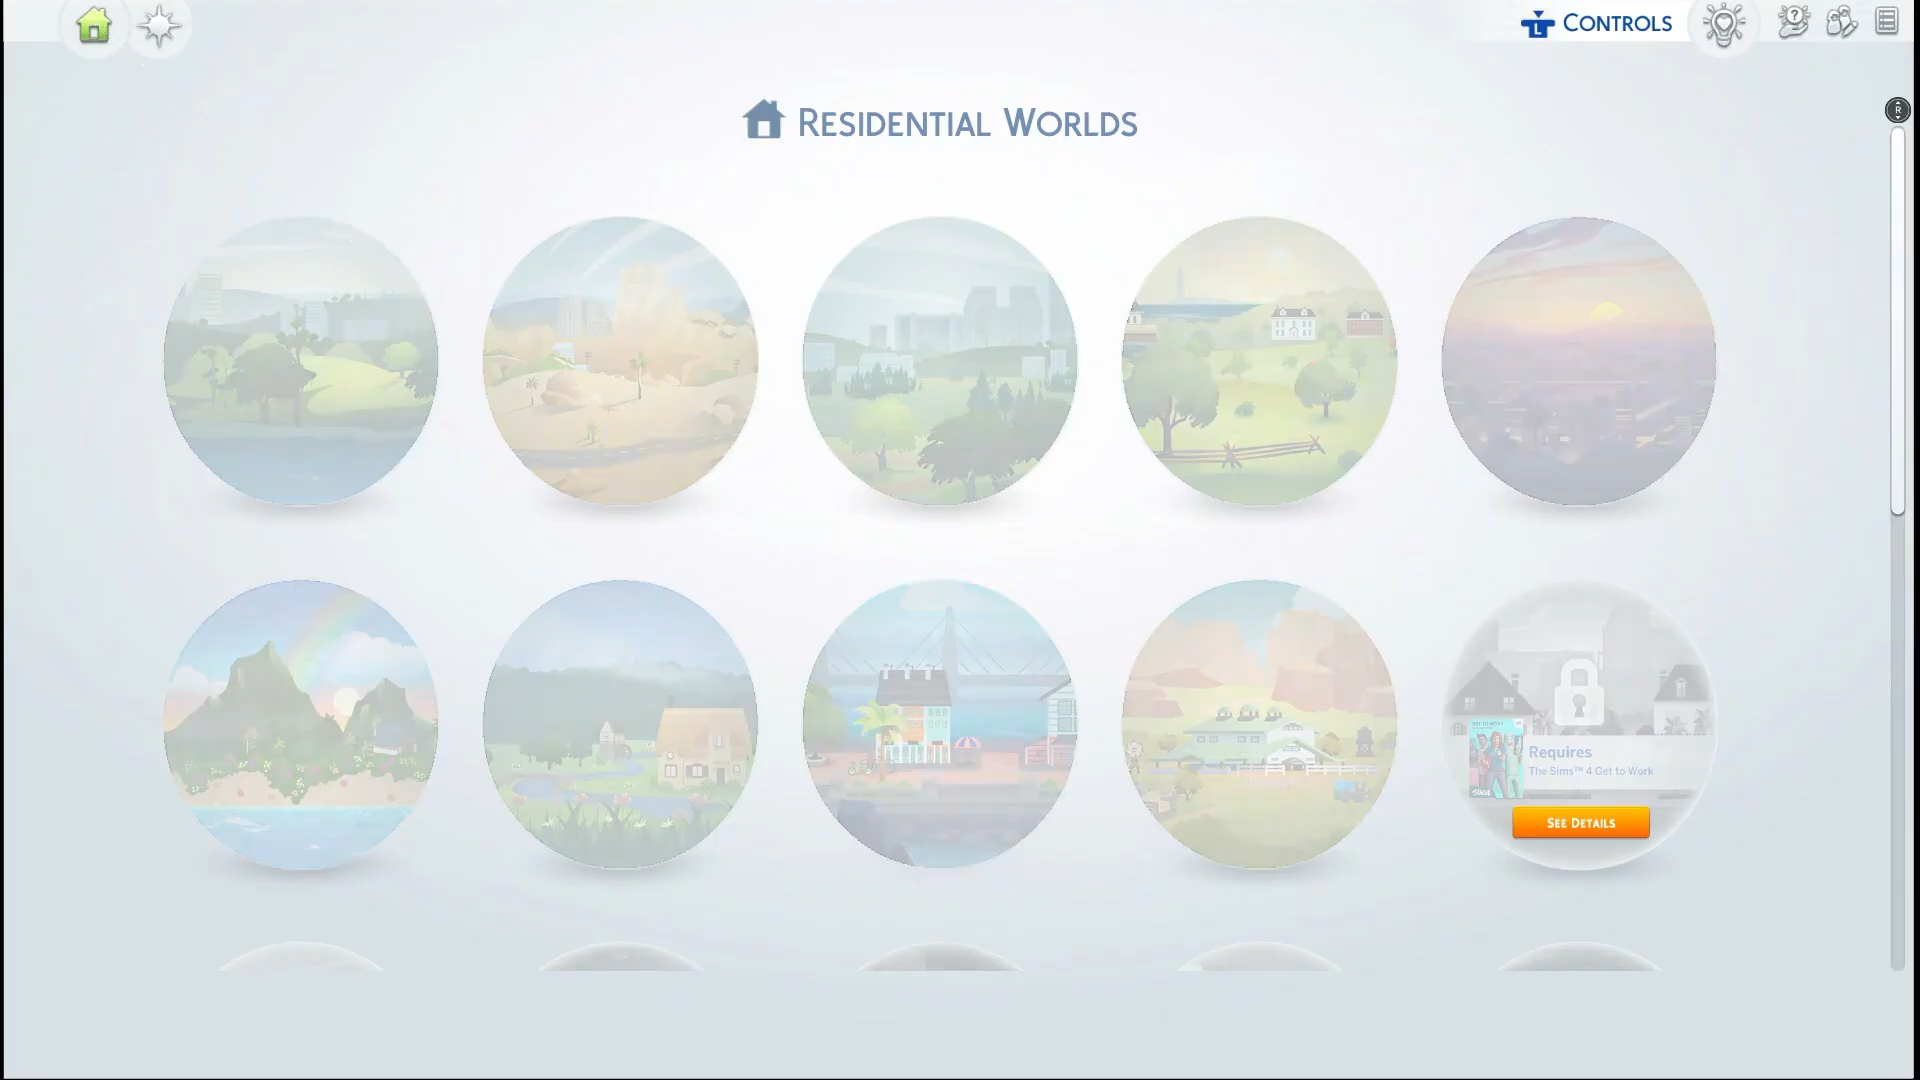 L CONTROLS
RESIDENTIAL WORLDS
R
Requires
The Sims™ 4 Get to Work
SEE DETAILS